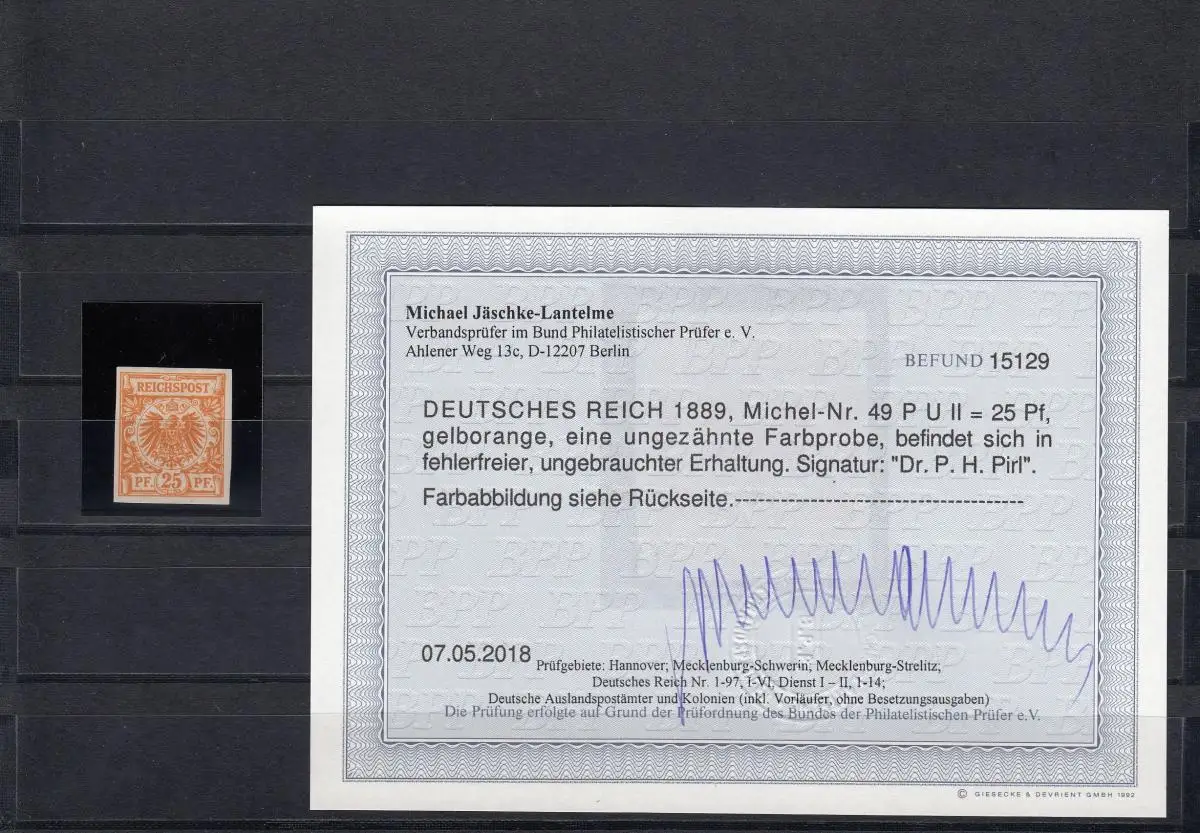 REICHSPOST
PF. 25 PF.
Michael Jäschke-Lantelme
Verbandsprüfer im Bund Philatelistischer Prüfer e. V.
Ahlener Weg 13c, D-12207 Berlin
BEFUND 15129
DEUTSCHES REICH 1889, Michel-Nr. 49 P U II = 25 Pf,
gelborange, eine ungezähnte Farbprobe, befindet sich in
fehlerfreier, ungebrauchter Erhaltung. Signatur: "Dr. P. H. Pirl".
Farbabbildung siehe Rückseite.-------------------------------------
07.05.2018
Prüfgebiete: Hannover; Mecklenburg-Schwerin; Mecklenburg-Strelitz;
Deutsches Reich Nr. 1-97, I-VI, Dienst I – II, 1-14;
Deutsche Auslandspostämter und Kolonien (inkl. Vorläufer, ohne Besetzungsausgaben)
Die Prüfung erfolgte auf Grund der Prüfordnung des Bundes der Philatelistischen Prüfer e.V.
© GIESECKE & DEVRIENT GMBH 1992